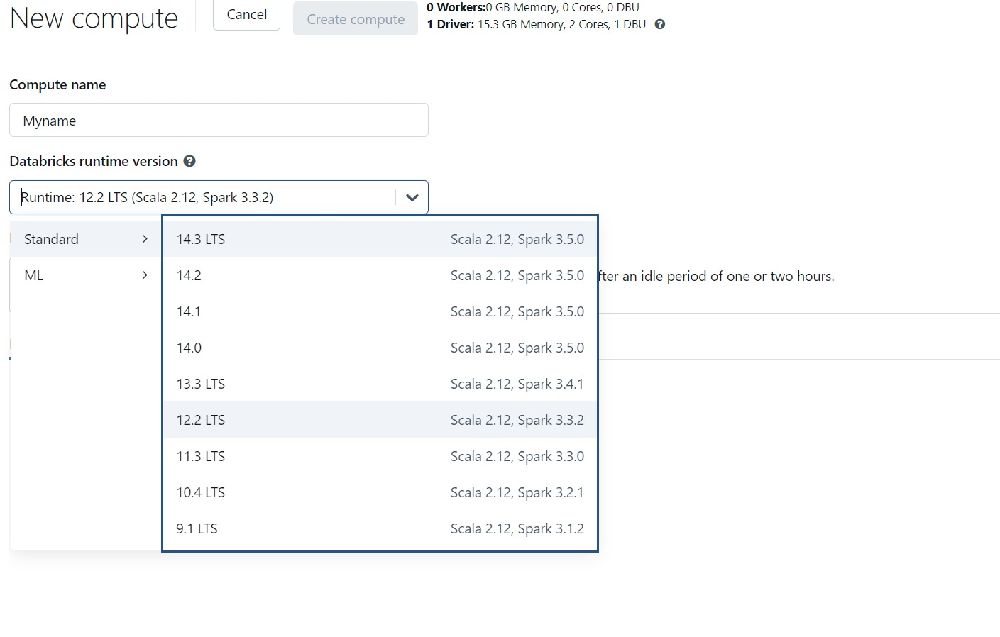 New compute
Cancel
Create compute
0 Workers:0 GB Memory, 0 Cores, 0 DBU
1 Driver: 15.3 GB Memory, 2 Cores, 1 DBU
Compute name
Myname
Databricks runtime version
Runtime: 12.2 LTS (Scala 2.12, Spark 3.3.2)
Standard
ML
14.3 LTS Scala 2.12, Spark 3.5.0
14.2 Scala 2.12, Spark 3.5.0
14.1 Scala 2.12, Spark 3.5.0
14.0 Scala 2.12, Spark 3.5.0
13.3 LTS Scala 2.12, Spark 3.4.1
12.2 LTS Scala 2.12, Spark 3.3.2
11.3 LTS Scala 2.12, Spark 3.3.0
10.4 LTS Scala 2.12, Spark 3.2.1
9.1 LTS Scala 2.12, Spark 3.1.2
fter an idle period of one or two hours.